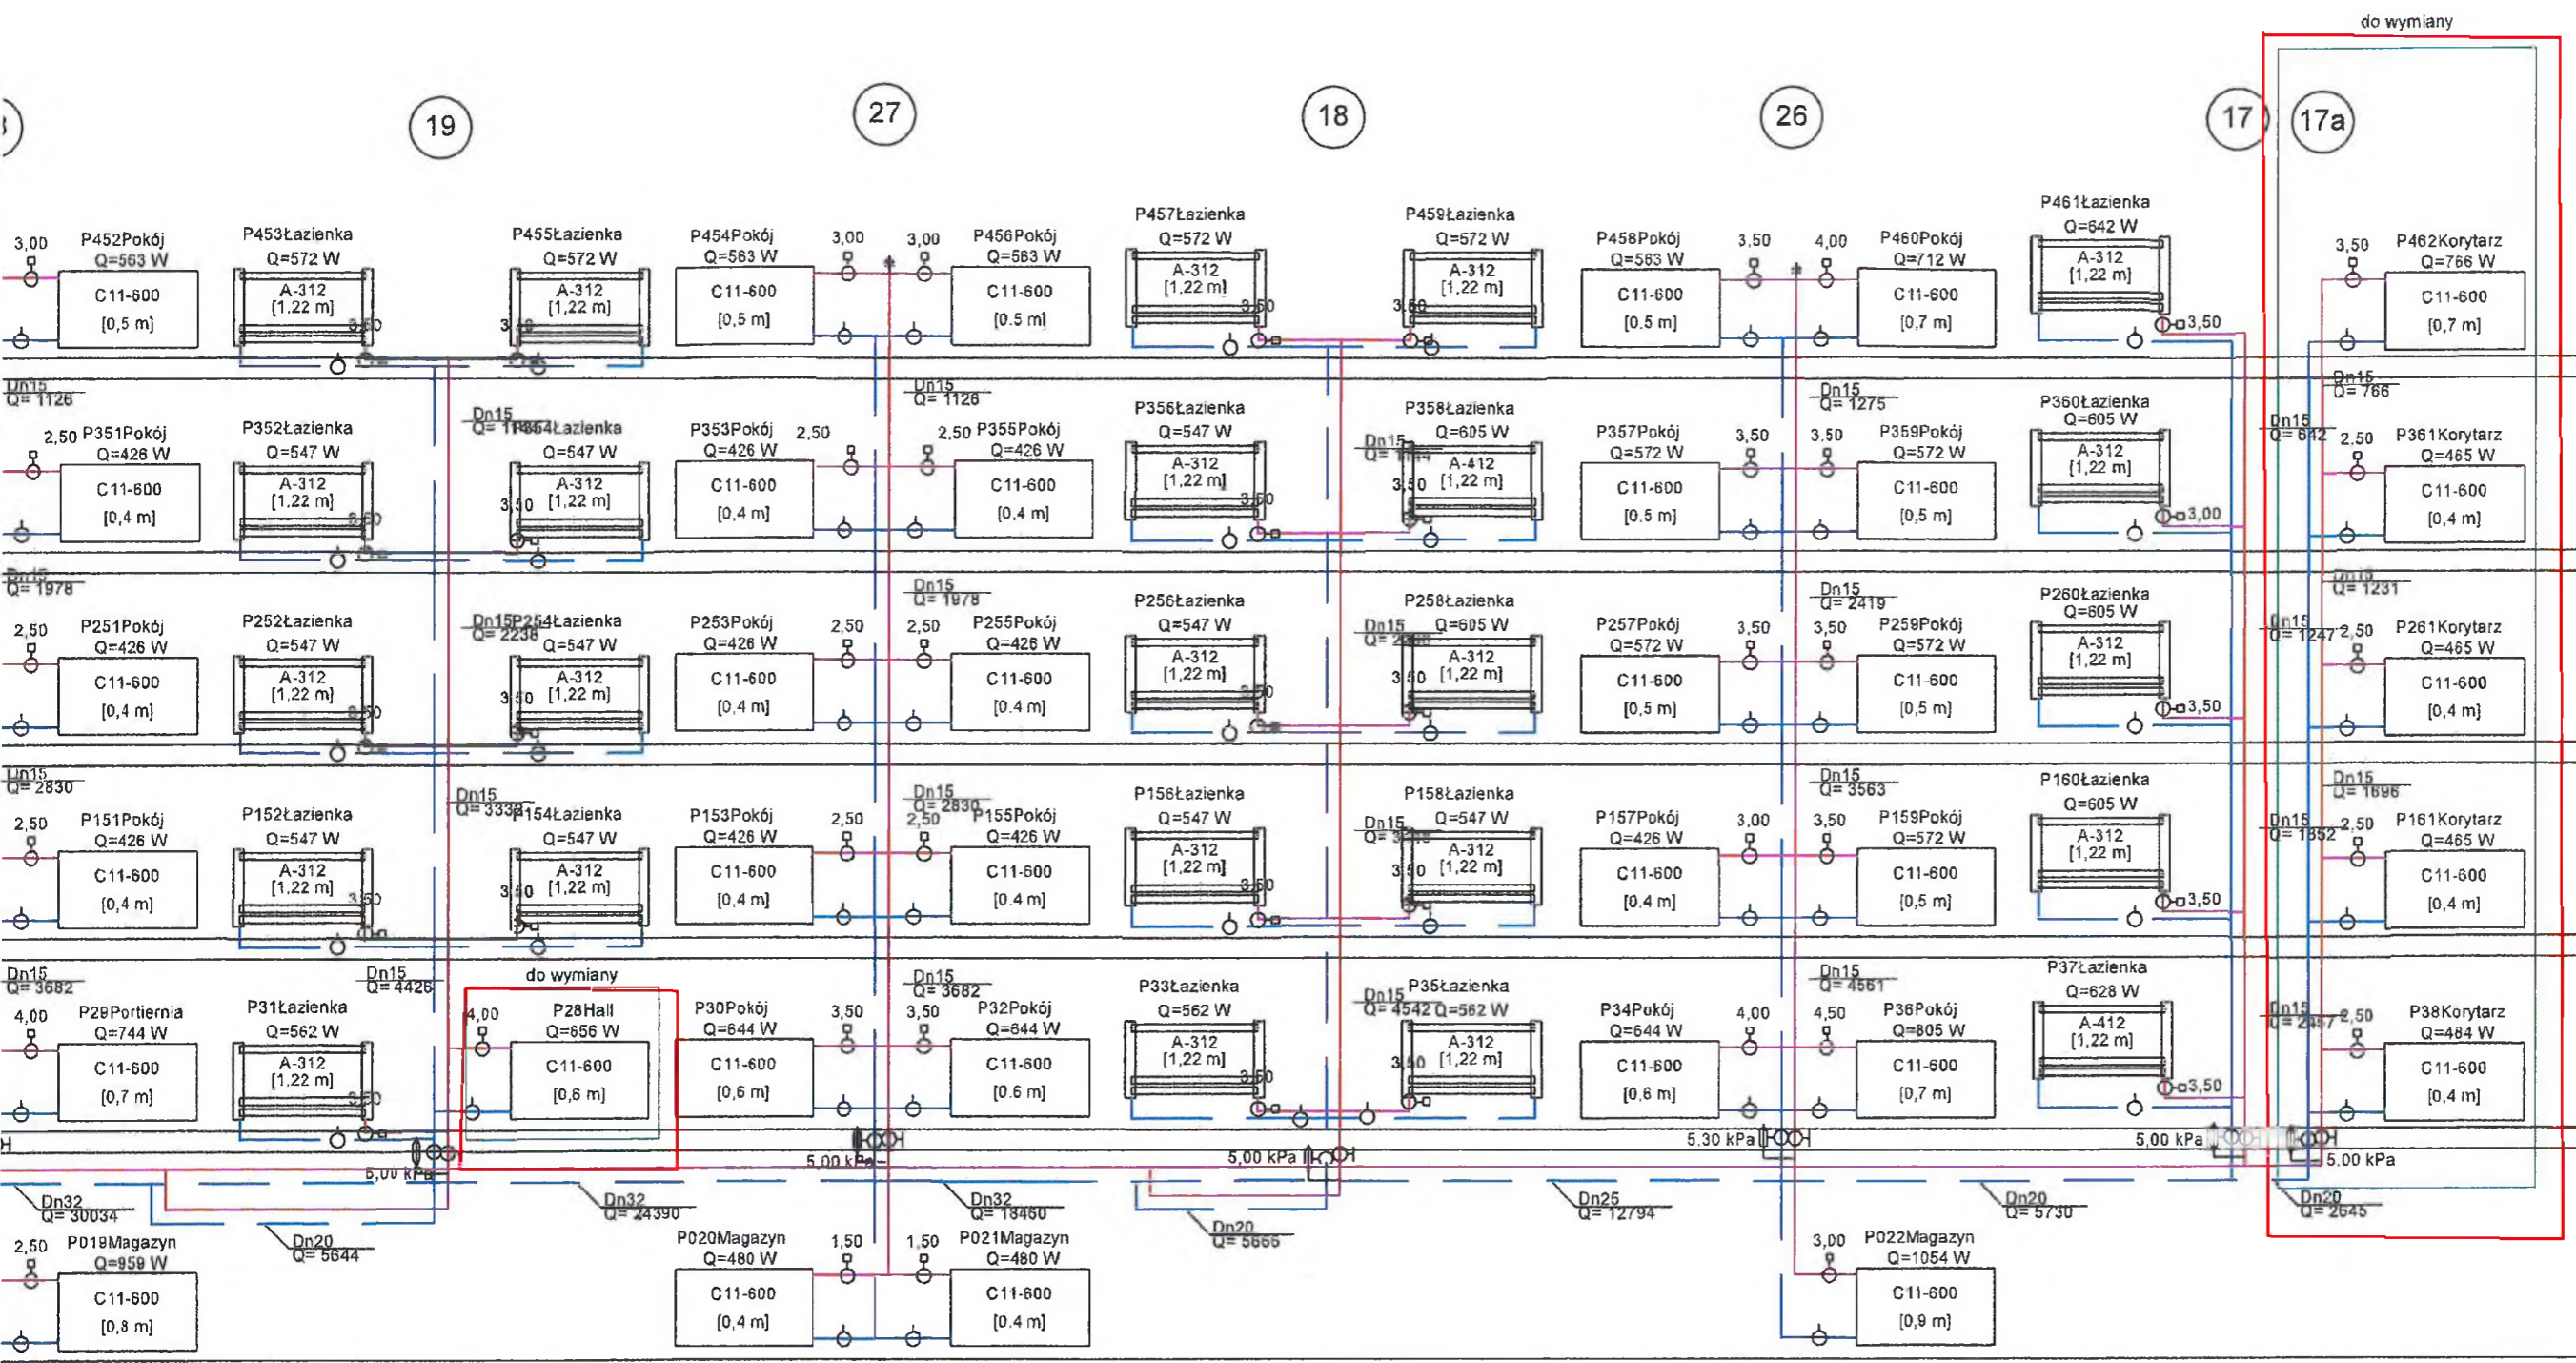 do wymiany
19
27
18
26
17
17a
3,00
P452Pokój
Q=563 W
C11-600
[0,5 m]
P453Łazienka
Q=572 W
A-312
[1,22 m]
P455Łazienka
Q=572 W
A-312
[1,22 m]
P454Pokój
Q=563 W
C11-600
[0,5 m]
3,00
3,00
P456Pokój
Q=563 W
C11-600
[0.5 m]
P457Łazienka
Q=572 W
A-312
[1,22 m]
P459Łazienka
Q=572 W
A-312
[1,22 m]
P458Pokój
Q=563 W
C11-600
[0.5 m]
3,50
4,00
P460Pokój
Q=712 W
C11-600
[0,7 m]
P461Łazienka
Q=642 W
A-312
[1,22 m]
3,50
3,50
P462Korytarz
Q=766 W
C11-600
[0,7 m]
Dn15
Q= 1126
Dn15
Dn15
Q= 1126
Dn15
Dn15
Q= 1275
Dn15
Q= 642
Dn15
Q= 766
2,50
P351Pokój
Q=426 W
C11-600
[0,4 m]
P352Łazienka
Q=547 W
A-312
[1,22 m]
P354Łazienka
Q=547 W
A-312
[1,22 m]
3,50
P353Pokój
Q=426 W
C11-600
[0,4 m]
2,50
2,50
P355Pokój
Q=426 W
C11-600
[0,4 m]
P356Łazienka
Q=547 W
A-312
[1,22 m]
P358Łazienka
Q=605 W
A-412
[1,22 m]
3,50
P357Pokój
Q=572 W
C11-600
[0.5 m]
3,50
3,50
P359Pokój
Q=572 W
C11-600
[0,5 m]
P360Łazienka
Q=605 W
A-312
[1,22 m]
3,00
2,50
P361Korytarz
Q=465 W
C11-600
[0,4 m]
Dn15
Q= 1978
Dn15
Q= 2238
Dn15
Q= 1978
Dn15
Dn15
Q= 2419
Dn15
Q= 1247
Dn15
Q= 1231
2,50
P251Pokój
Q=426 W
C11-600
[0,4 m]
P252Łazienka
Q=547 W
A-312
[1,22 m]
P254Łazienka
Q=547 W
A-312
[1,22 m]
P253Pokój
Q=426 W
C11-600
[0,4 m]
2,50
2,50
P255Pokój
Q=426 W
C11-600
[0.4 m]
P256Łazienka
Q=547 W
A-312
[1,22 m]
P258Łazienka
Q=605 W
A-312
[1,22 m]
P257Pokój
Q=572 W
C11-600
[0,5 m]
3,50
3,50
P259Pokój
Q=572 W
C11-600
[0,5 m]
P260Łazienka
Q=605 W
A-312
[1,22 m]
3,50
2,50
P261Korytarz
Q=465 W
C11-600
[0,4 m]
Dn15
Q= 2830
Dn15
Dn15
Q= 2830
Dn15
Dn15
Q= 3563
Dn15
Q= 1852
Dn15
Q= 1696
2,50
P151Pokój
Q=426 W
C11-600
[0,4 m]
P152Łazienka
Q=547 W
A-312
[1,22 m]
P154Łazienka
Q=547 W
A-312
[1,22 m]
P153Pokój
Q=426 W
C11-600
[0.4 m]
2,50
2,50
P155Pokój
Q=426 W
C11-600
[0.4 m]
P156Łazienka
Q=547 W
A-312
[1,22 m]
P158Łazienka
Q=547 W
A-312
[1,22 m]
P157Pokój
Q=426 W
C11-600
[0.4 m]
3,00
3,50
P159Pokój
Q=572 W
C11-600
[0,5 m]
P160Łazienka
Q=605 W
A-312
[1,22 m]
3,50
2,50
P161Korytarz
Q=465 W
C11-600
[0,4 m]
Dn15
Q= 3682
Dn15
Q= 4426
do wymiany
Dn15
Q= 3682
Dn15
Q= 4542
Dn15
Q= 4561
Dn15
Q= 2457
4,00
P29Portiernia
Q=744 W
C11-600
[0,7 m]
P31Łazienka
Q=562 W
A-312
[1,22 m]
4,00
P28Hall
Q=656 W
C11-600
[0,6 m]
P30Pokój
Q=644 W
C11-600
[0,6 m]
3,50
3,50
P32Pokój
Q=644 W
C11-600
[0.6 m]
P33Łazienka
Q=562 W
A-312
[1,22 m]
P35Łazienka
Q=562 W
A-312
[1,22 m]
P34Pokój
Q=644 W
C11-600
[0,6 m]
4,00
4,50
P36Pokój
Q=805 W
C11-600
[0,7 m]
P37Łazienka
Q=628 W
A-412
[1,22 m]
3,50
2,50
P38Korytarz
Q=484 W
C11-600
[0.4 m]
5,00 kPa
5,00 kPa
5,00 kPa
5.30 kPa
5,00 kPa
5.00 kPa
Dn32
Q= 30034
Dn20
Q= 5644
Dn32
Q= 24390
Dn32
Q= 18460
Dn20
Q= 5666
Dn25
Q= 12794
Dn20
Q= 5730
Dn20
Q= 2645
2,50
P019Magazyn
Q=959 W
C11-600
[0,8 m]
P020Magazyn
Q=480 W
C11-600
[0,4 m]
1,50
1,50
P021Magazyn
Q=480 W
C11-600
[0.4 m]
3,00
P022Magazyn
Q=1054 W
C11-600
[0,9 m]